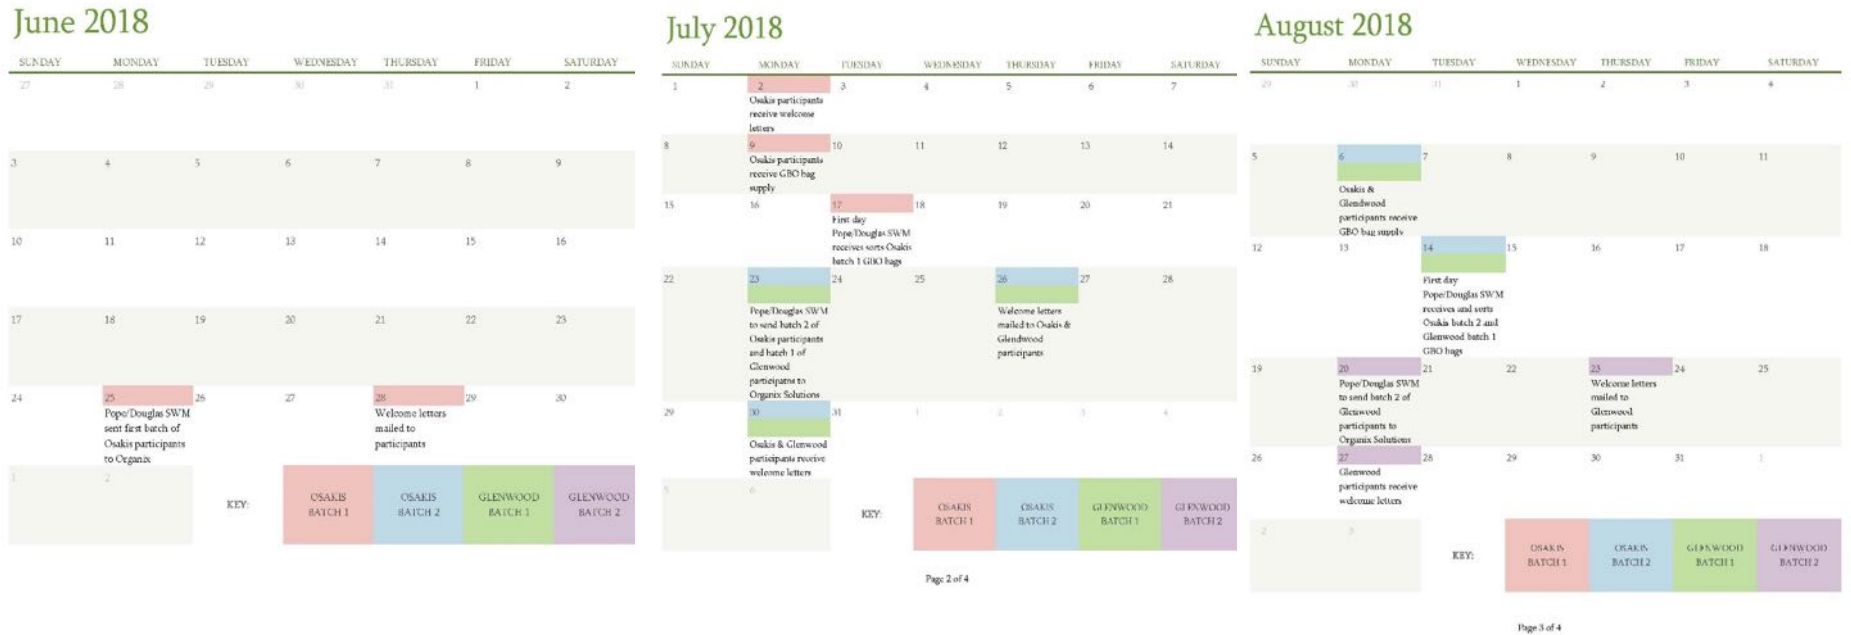 June 2018
SUNDAY MONDAY TUESDAY WEDNESDAY THURSDAY FRIDAY SATURDAY
27 28 29 30 31 1 2
3 4 5 6 7 8 9
10 11 12 13 14 15 16
17 18 19 20 21 22 23
24 25 26 27 28 29 30
Pope/Douglas SWM
sent first batch of
Osakis participants
to Organix
Welcome letters
mailed to
participants
1 2
KEY:
OSAKIS
BATCH 1
OSAKIS
BATCH 2
GLENWOOD
BATCH 1
GLENWOOD
BATCH 2
July 2018
SUNDAY MONDAY TUESDAY WEDNESDAY THURSDAY FRIDAY SATURDAY
1 2 3 4 5 6 7
Osakis participants
receive welcome
letters
8 9 10 11 12 13 14
Osakis participants
receive GBO bag
supply
15 16 17 18 19 20 21
First day
Pope/Douglas SWM
receives sorts Osakis
batch 1 GBO bags
22 23 24 25 26 27 28
Pope/Douglas SWM
to send batch 2 of
Osakis participants
and batch 1 of
Glenwood
participatns to
Organix Solutions
Welcome letters
mailed to Osakis &
Glendwood
participants
29 30 31 1 2 3 4
Osakis & Glenwood
participants receive
welcome letters
5 6
KEY:
OSAKIS
BATCH 1
OSAKIS
BATCH 2
GLENWOOD
BATCH 1
GLENWOOD
BATCH 2
Page 2 of 4
August 2018
SUNDAY MONDAY TUESDAY WEDNESDAY THURSDAY FRIDAY SATURDAY
29 30 31 1 2 3 4
5 6 7 8 9 10 11
Osakis &
Glendwood
participants receive
GBO bag supply
12 13 14 15 16 17 18
First day
Pope/Douglas SWM
receives and sorts
Osakis batch 2 and
Glenwood batch 1
GBO bags
19 20 21 22 23 24 25
Pope/Douglas SWM
to send batch 2 of
Glenwood
participants to
Organix Solutions
Welcome letters
mailed to
Glenwood
participants
26 27 28 29 30 31 1
Glenwood
participants receive
welcome letters
2 3
KEY:
OSAKIS
BATCH 1
OSAKIS
BATCH 2
GLENWOOD
BATCH 1
GLENWOOD
BATCH 2
Page 3 of 4